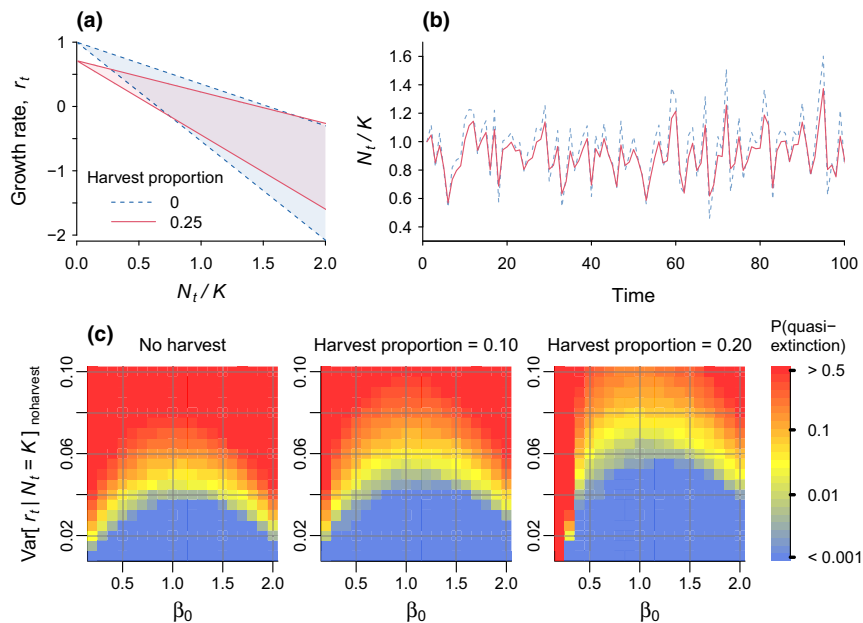 (a)
Growth rate, r_t
1
0
−1
−2
Harvest proportion
0
0.25
0.0 0.5 1.0 1.5 2.0
N_t / K
(b)
N_t / K
1.6
1.4
1.2
1.0
0.8
0.6
0.4
0 20 40 60 80 100
Time
(c)
No harvest
Harvest proportion = 0.10
Harvest proportion = 0.20
P(quasi-
extinction)
Var[ r_t | N_t = K ] no harvest
0.10
0.06
0.02
0.10
0.06
0.02
0.10
0.06
0.02
> 0.5
0.1
0.01
< 0.001
0.5 1.0 1.5 2.0
0.5 1.0 1.5 2.0
0.5 1.0 1.5 2.0
β₀
β₀
β₀